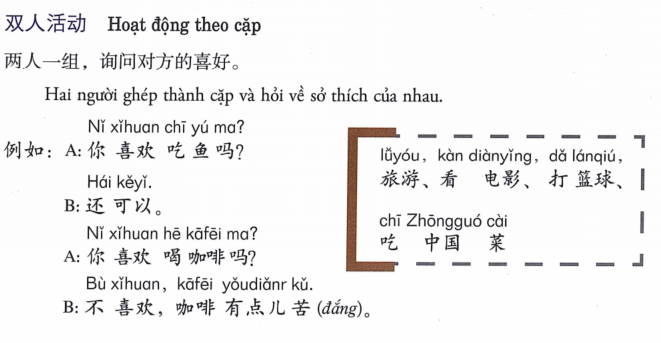 双人活动 Hoạt động theo cặp
两人一组，询问对方的喜好。
Hai người ghép thành cặp và hỏi về sở thích của nhau.
Nǐ xǐhuan chī yú ma?
例如：A: 你 喜欢 吃 鱼 吗？
Hái kěyǐ.
B: 还 可以。
Nǐ xǐhuan hē kāfēi ma?
A: 你 喜欢 喝 咖啡 吗？
Bù xǐhuan, kāfēi yǒudiǎnr kǔ.
B: 不 喜欢，咖啡 有点儿 苦 (đắng)。
lǚyóu, kàn diànyǐng, dǎ lánqiú,
旅游、看 电影、打 篮球、
chī Zhōngguó cài
吃 中国 菜